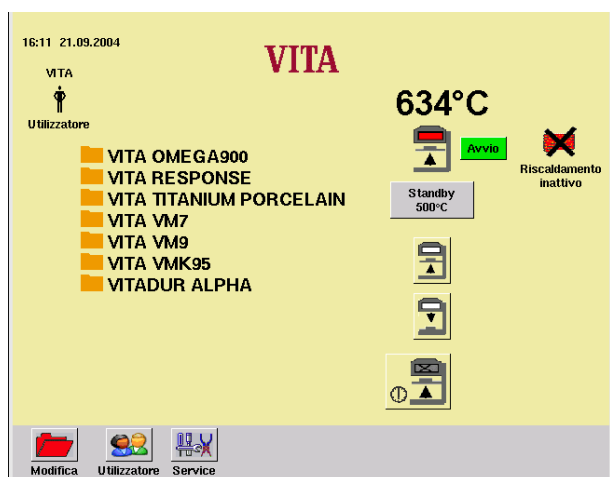 16:11 21.09.2004
VITA
VITA
Utilizzatore
634°C
Avvio
Riscaldamento
inattivo
Standby
500°C
VITA OMEGA900
VITA RESPONSE
VITA TITANIUM PORCELAIN
VITA VM7
VITA VM9
VITA VMK95
VITADUR ALPHA
Modifica
Utilizzatore
Service